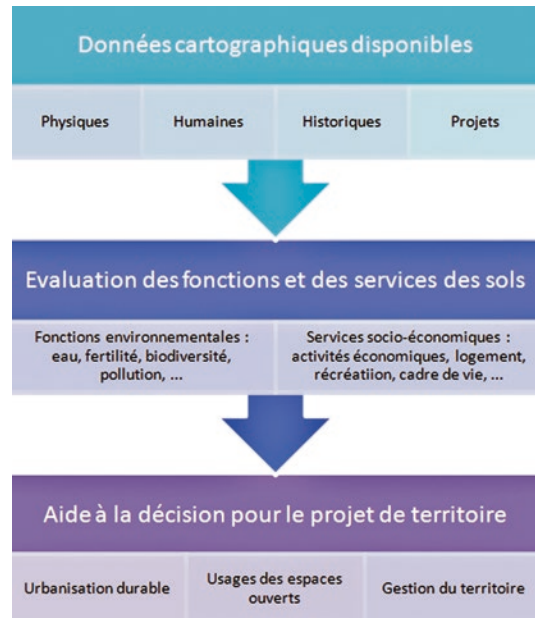 Données cartographiques disponibles
Physiques
Humaines
Historiques
Projets
Evaluation des fonctions et des services des sols
Fonctions environnementales :
eau, fertilité, biodiversité,
pollution, ...
Services socio-économiques :
activités économiques, logement,
récréatiion, cadre de vie, ...
Aide à la décision pour le projet de territoire
Urbanisation durable
Usages des espaces
ouverts
Gestion du territoire